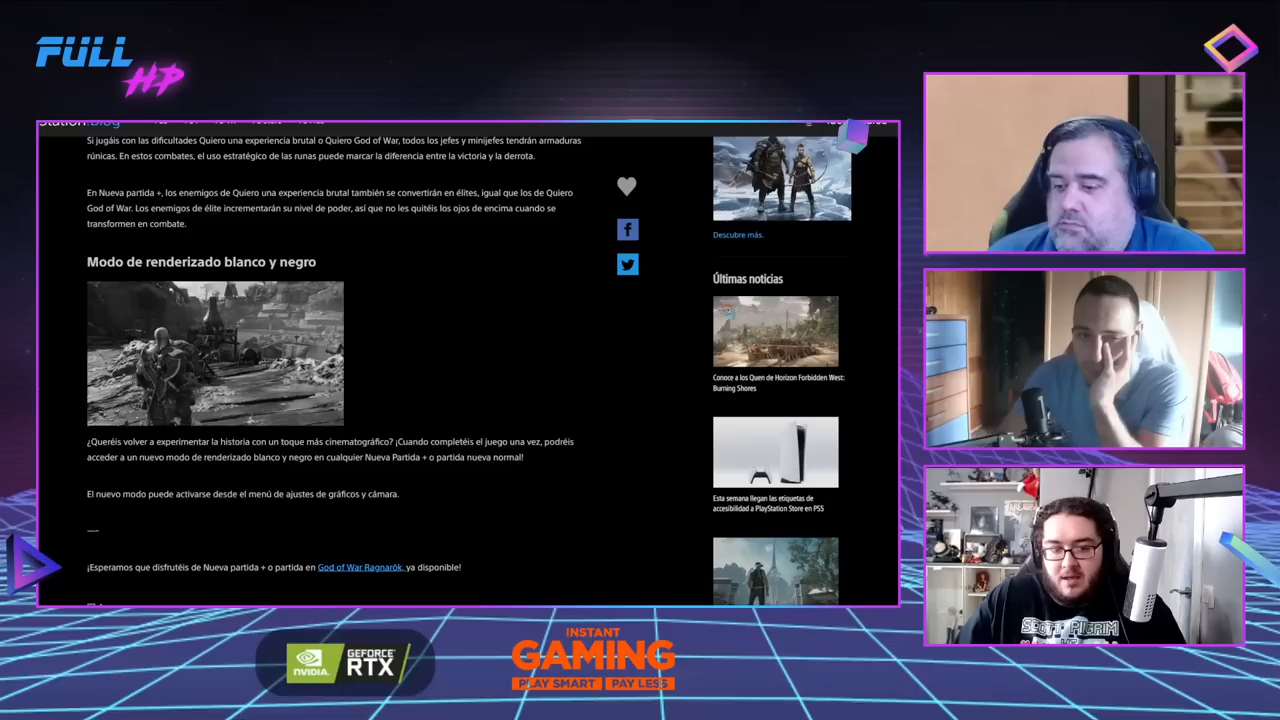 FULL
HP
Station.Blog
Si jugáis con las dificultades Quiero una experiencia brutal o Quiero God of War, todos los jefes y minijefes tendrán armaduras
rúnicas. En estos combates, el uso estratégico de las runas puede marcar la diferencia entre la victoria y la derrota.
En Nueva partida +, los enemigos de Quiero una experiencia brutal también se convertirán en élites, igual que los de Quiero
God of War. Los enemigos de élite incrementarán su nivel de poder, así que no les quitéis los ojos de encima cuando se
transformen en combate.
Modo de renderizado blanco y negro
¿Queréis volver a experimentar la historia con un toque más cinematográfico? ¡Cuando completéis el juego una vez, podréis
acceder a un nuevo modo de renderizado blanco y negro en cualquier Nueva Partida + o partida nueva normal!
El nuevo modo puede activarse desde el menú de ajustes de gráficos y cámara.
¡Esperamos que disfrutéis de Nueva partida + o partida en God of War Ragnarök, ya disponible!
Descubre más.
Últimas noticias
Conoce a los Quen de Horizon Forbidden West:
Burning Shores
Esta semana llegan las etiquetas de
accesibilidad a PlayStation Store en PS5
SCOTT PILGRIM
NVIDIA.
GEFORCE
RTX
INSTANT
GAMING
PLAY SMART
PAY LESS